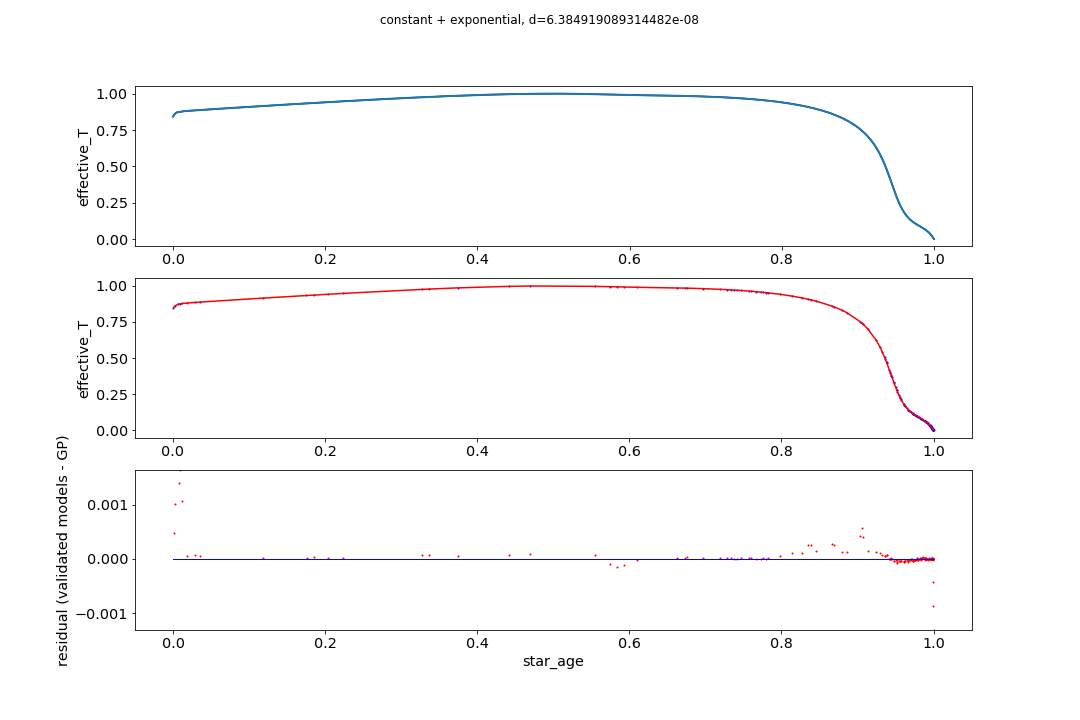 constant + exponential, d=6.384919089314482e-08
effective_T
1.00
0.75
0.50
0.25
0.00
0.0 0.2 0.4 0.6 0.8 1.0
effective_T
1.00
0.75
0.50
0.25
0.00
0.0 0.2 0.4 0.6 0.8 1.0
residual (validated models - GP)
0.001
0.000
−0.001
0.0 0.2 0.4 0.6 0.8 1.0
star_age